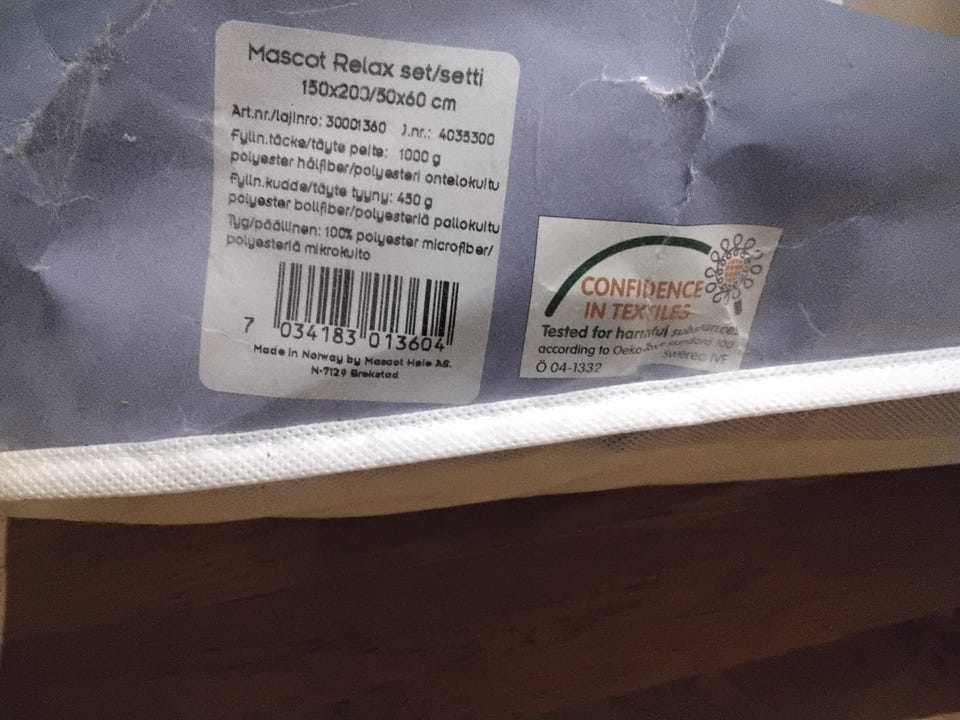 Mascot Relax set/setti
150x200/50x60 cm
Art.nr./lajinro: 30001360 J.nr.: 4035300
Fylln.täcke/täyte peite: 1000 g
polyester hålfiber/polyesteri ontelokuitu
Fylln.kudde/täyte tyyny: 450 g
polyester bollfiber/polyesteriä pallokuitu
Tyg/päällinen: 100% polyester microfiber/
polyesteriä mikrokuito
7 034183 013604
Made in Norway by Mascot Høie AS.
N-7129 Brekstad
CONFIDENCE
IN TEXTILES
Tested for harmful substances
according to Oeko-Tex Standard 100
Ö 04-1332 Swerea IVF